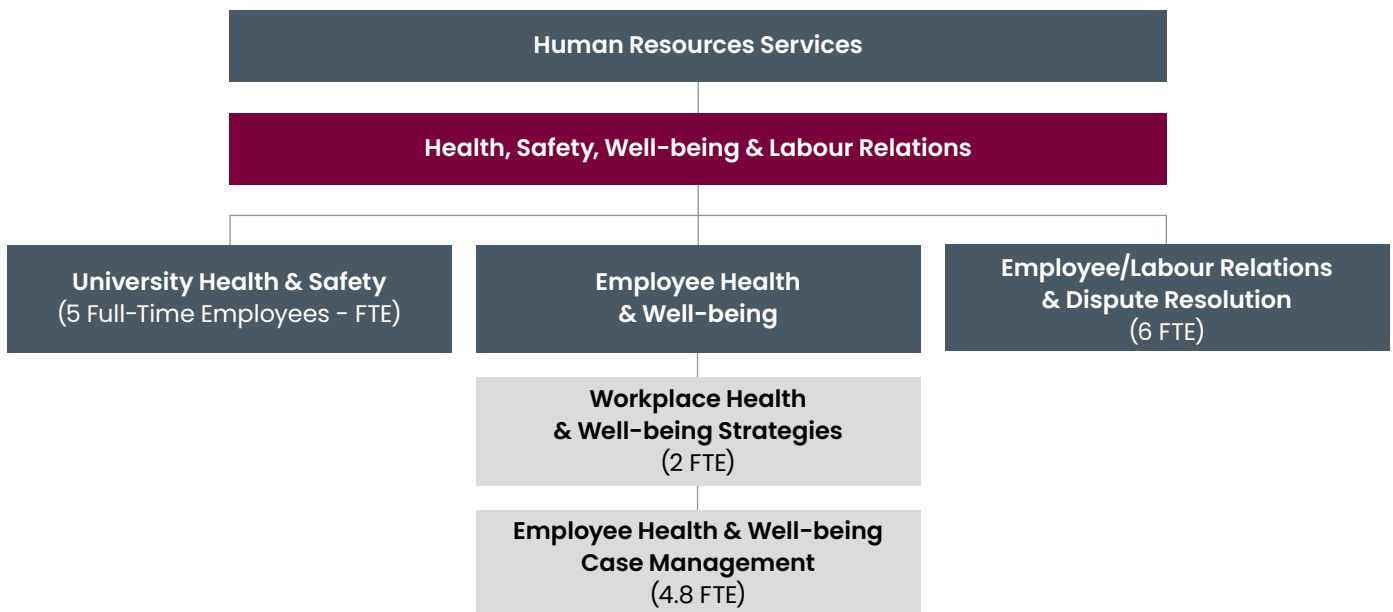 Human Resources Services
Health, Safety, Well-being & Labour Relations
University Health & Safety
(5 Full-Time Employees - FTE)
Employee Health
& Well-being
Employee/Labour Relations
& Dispute Resolution
(6 FTE)
Workplace Health
& Well-being Strategies
(2 FTE)
Employee Health & Well-being
Case Management
(4.8 FTE)